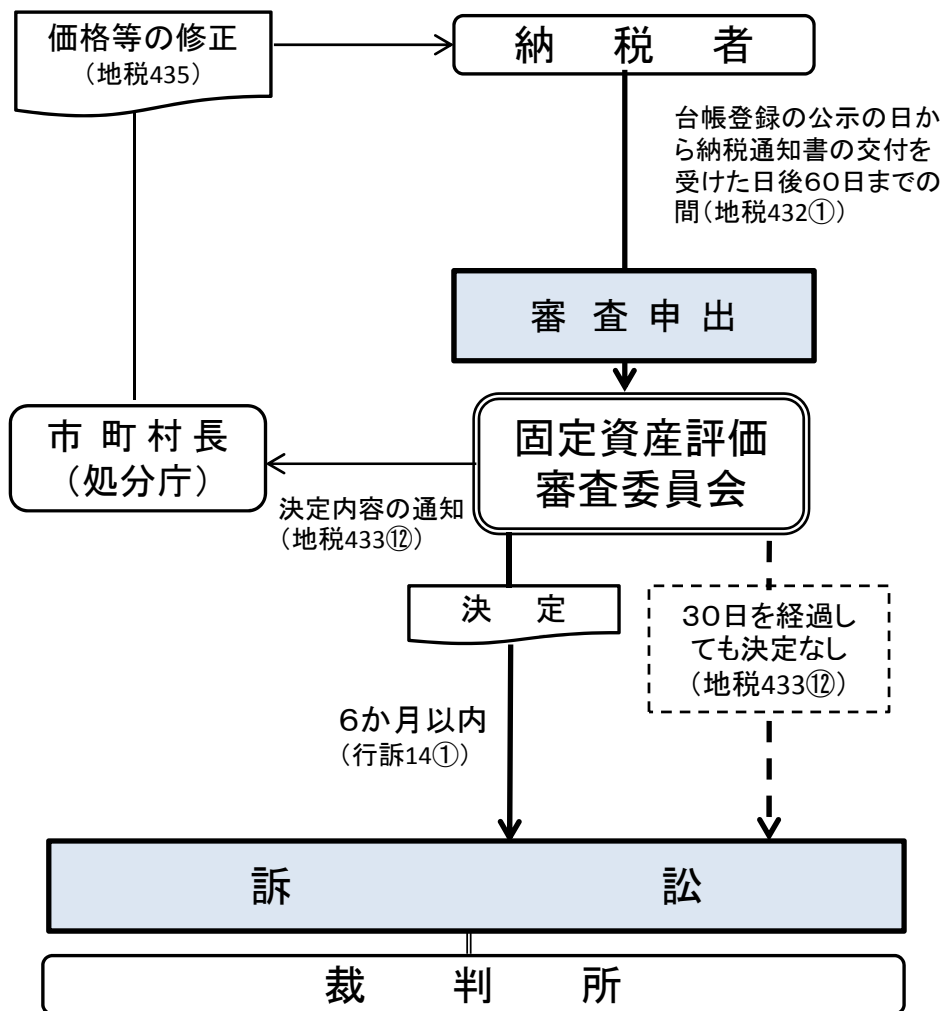 価格等の修正
（地税435）
納　税　者
台帳登録の公示の日か
ら納税通知書の交付を
受けた日後６０日までの
間（地税432①）
審 査 申 出
固定資産評価
審査委員会
市 町 村 長
（処分庁）
決定内容の通知
（地税433⑫）
決　定
３０日を経過し
ても決定なし
（地税433⑫）
６か月以内
（行訴14①）
訴　訟
裁　判　所